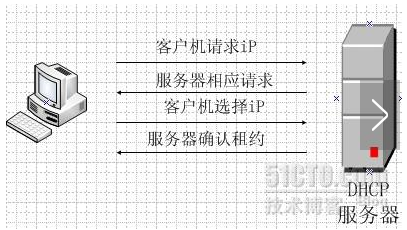 客户机请求iP
服务器相应请求
客户机选择iP
服务器确认租约
51CTO.com
DHCP
技术博客 Blog
服务器